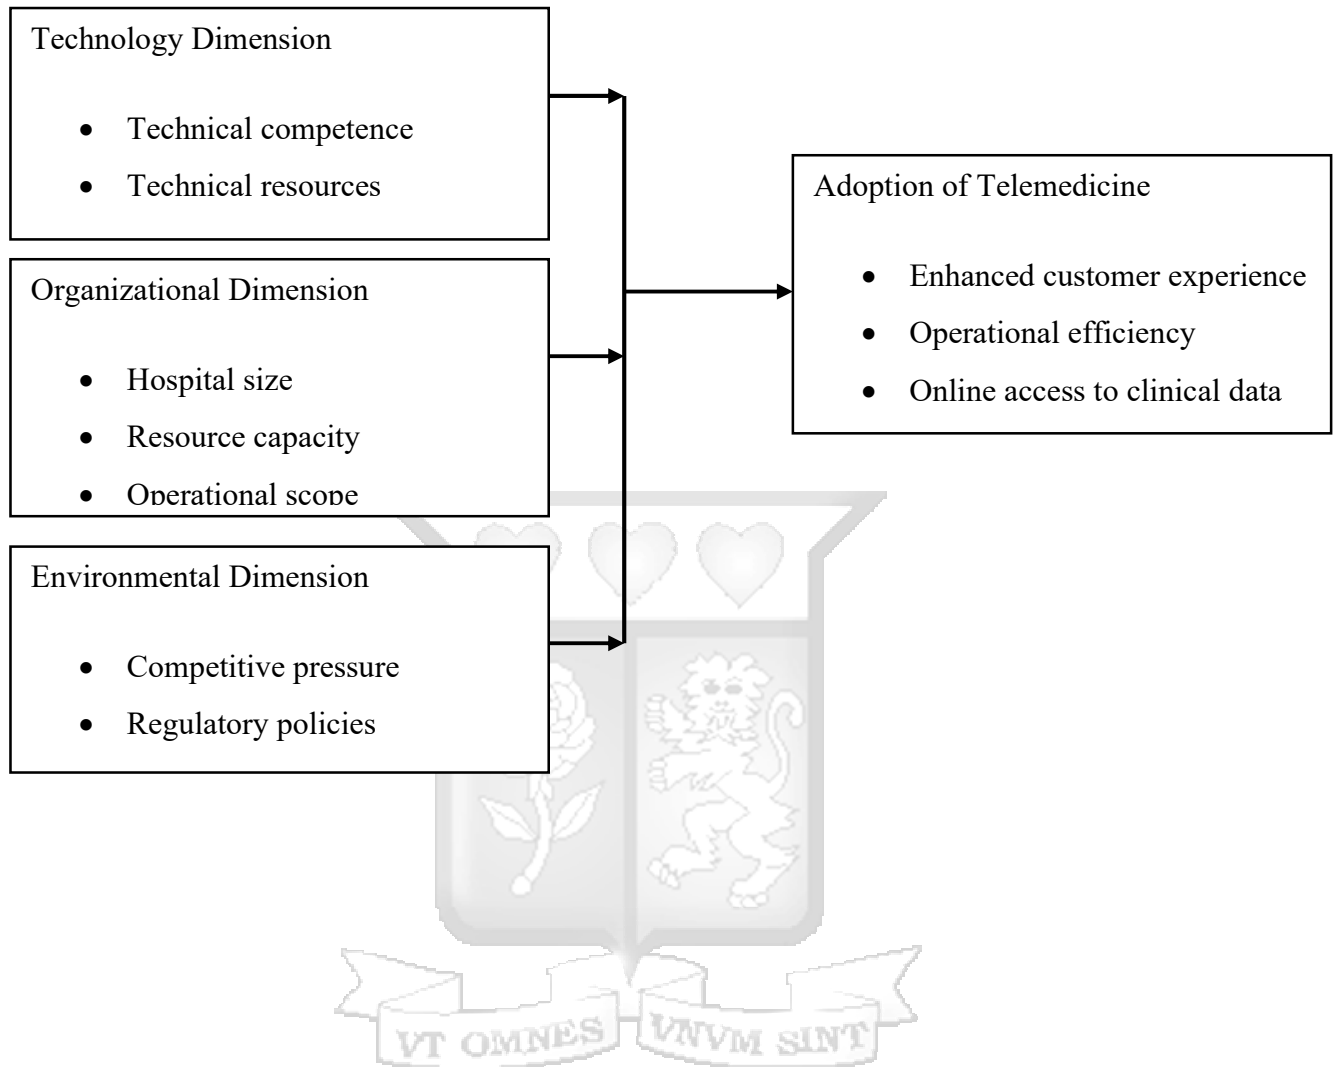 Technology Dimension
• Technical competence
• Technical resources
Organizational Dimension
• Hospital size
• Resource capacity
• Operational scope
Environmental Dimension
• Competitive pressure
• Regulatory policies
Adoption of Telemedicine
• Enhanced customer experience
• Operational efficiency
• Online access to clinical data
VT OMNES VNVM SINT